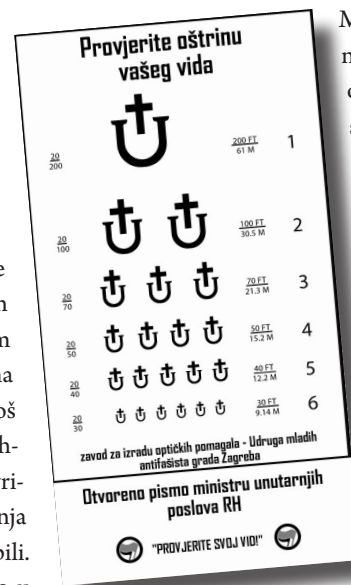 Provjerite oštrinu
vašeg vida
20
200
200 FT
61 M
1
20
100
100 FT
30.5 M
2
20
70
70 FT
21.3 M
3
20
50
50 FT
15.2 M
4
20
40
40 FT
12.2 M
5
20
30
30 FT
9.14 M
6
zavod za izradu optičkih pomagala - Udruga mladih
antifašista grada Zagreba
Otvoreno pismo ministru unutarnjih
poslova RH
"PROVJERITE SVOJ VID!"